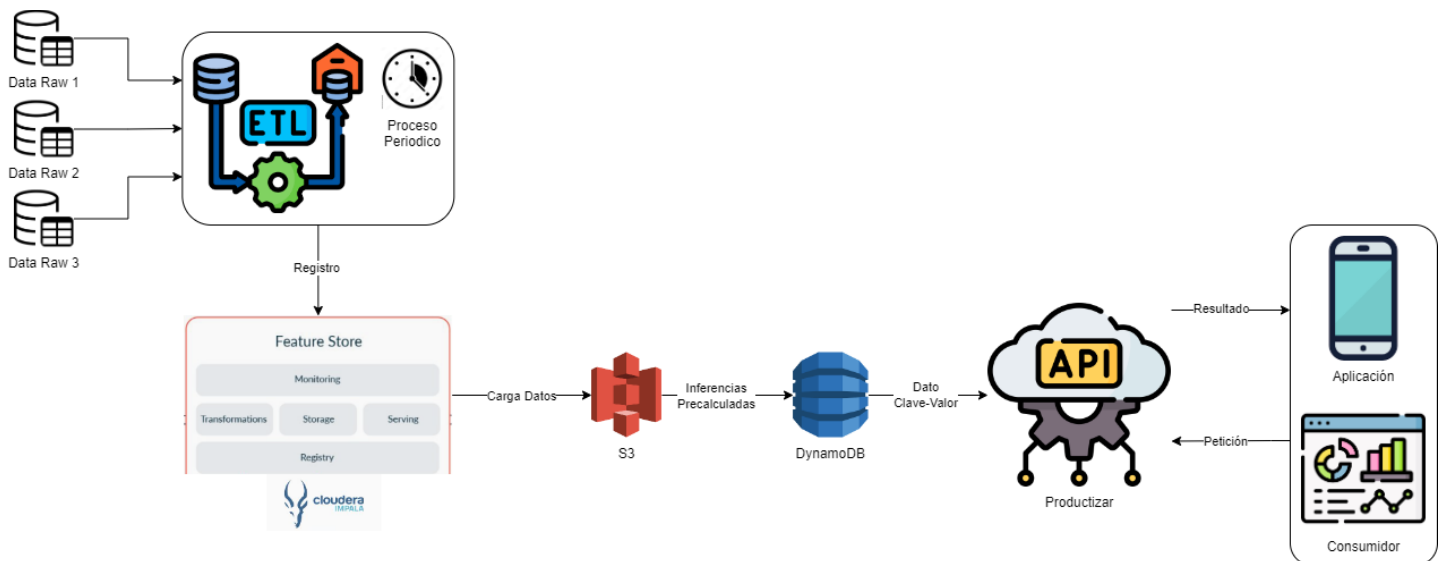 Data Raw 1
Data Raw 2
Data Raw 3
ETL
Proceso
Periodico
Registro
Feature Store
Monitoring
Transformations
Storage
Serving
Registry
cloudera
IMPALA
Carga Datos
S3
Inferencias
Precalculadas
DynamoDB
Dato
Clave-Valor
API
Productizar
Resultado
Petición
Aplicación
Consumidor